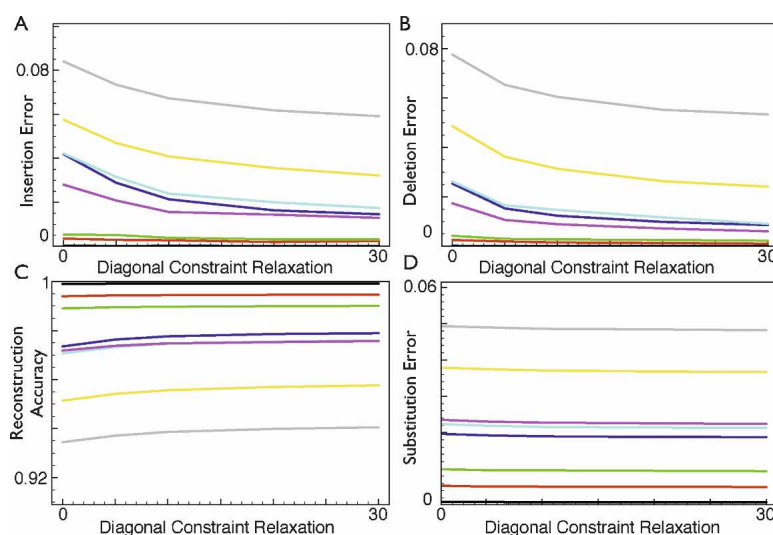 A
0.08
Insertion Error
0
0
30
Diagonal Constraint Relaxation
B
0.08
Deletion Error
0
0
30
Diagonal Constraint Relaxation
C
1
Reconstruction
Accuracy
0.92
0
30
Diagonal Constraint Relaxation
D
0.06
Substitution Error
0
0
30
Diagonal Constraint Relaxation